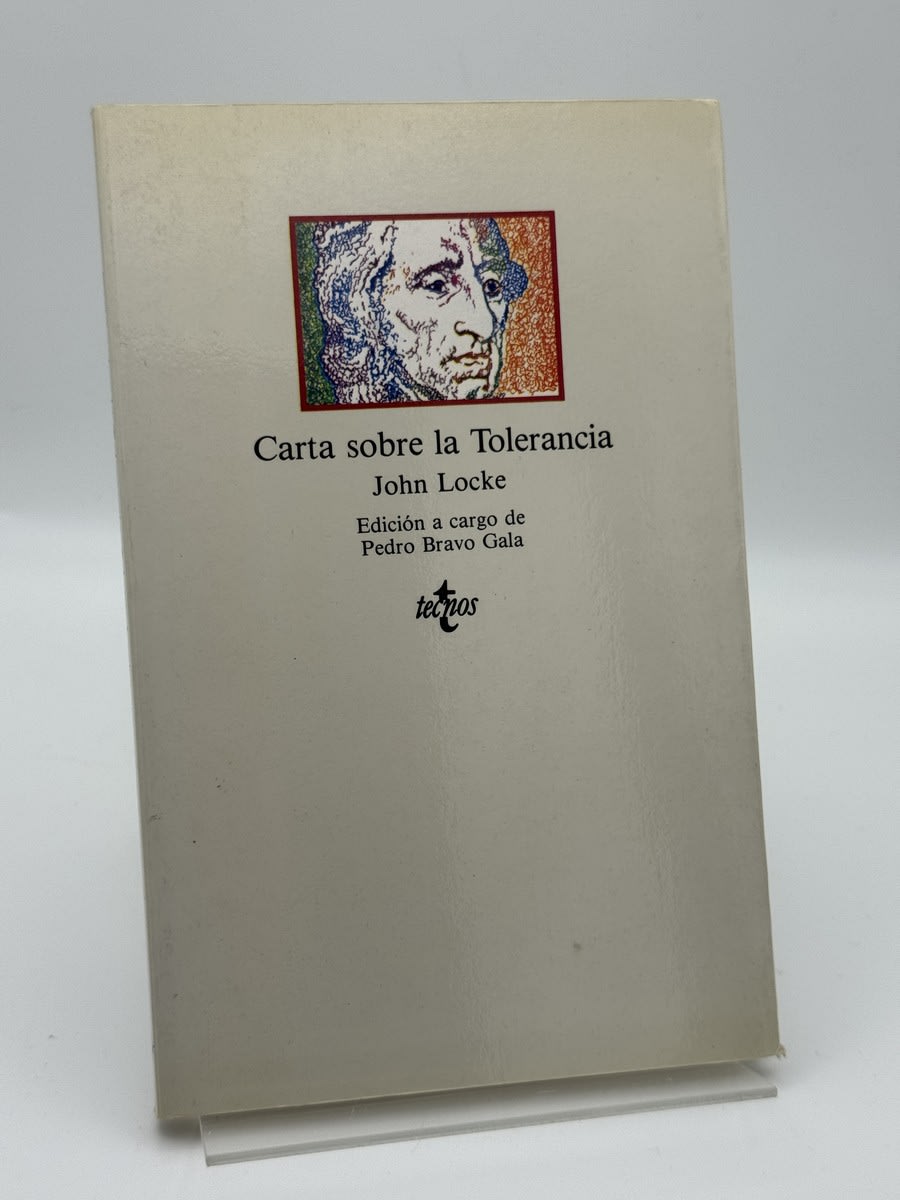 Carta sobre la Tolerancia
John Locke
Edición a cargo de
Pedro Bravo Gala
tecnos